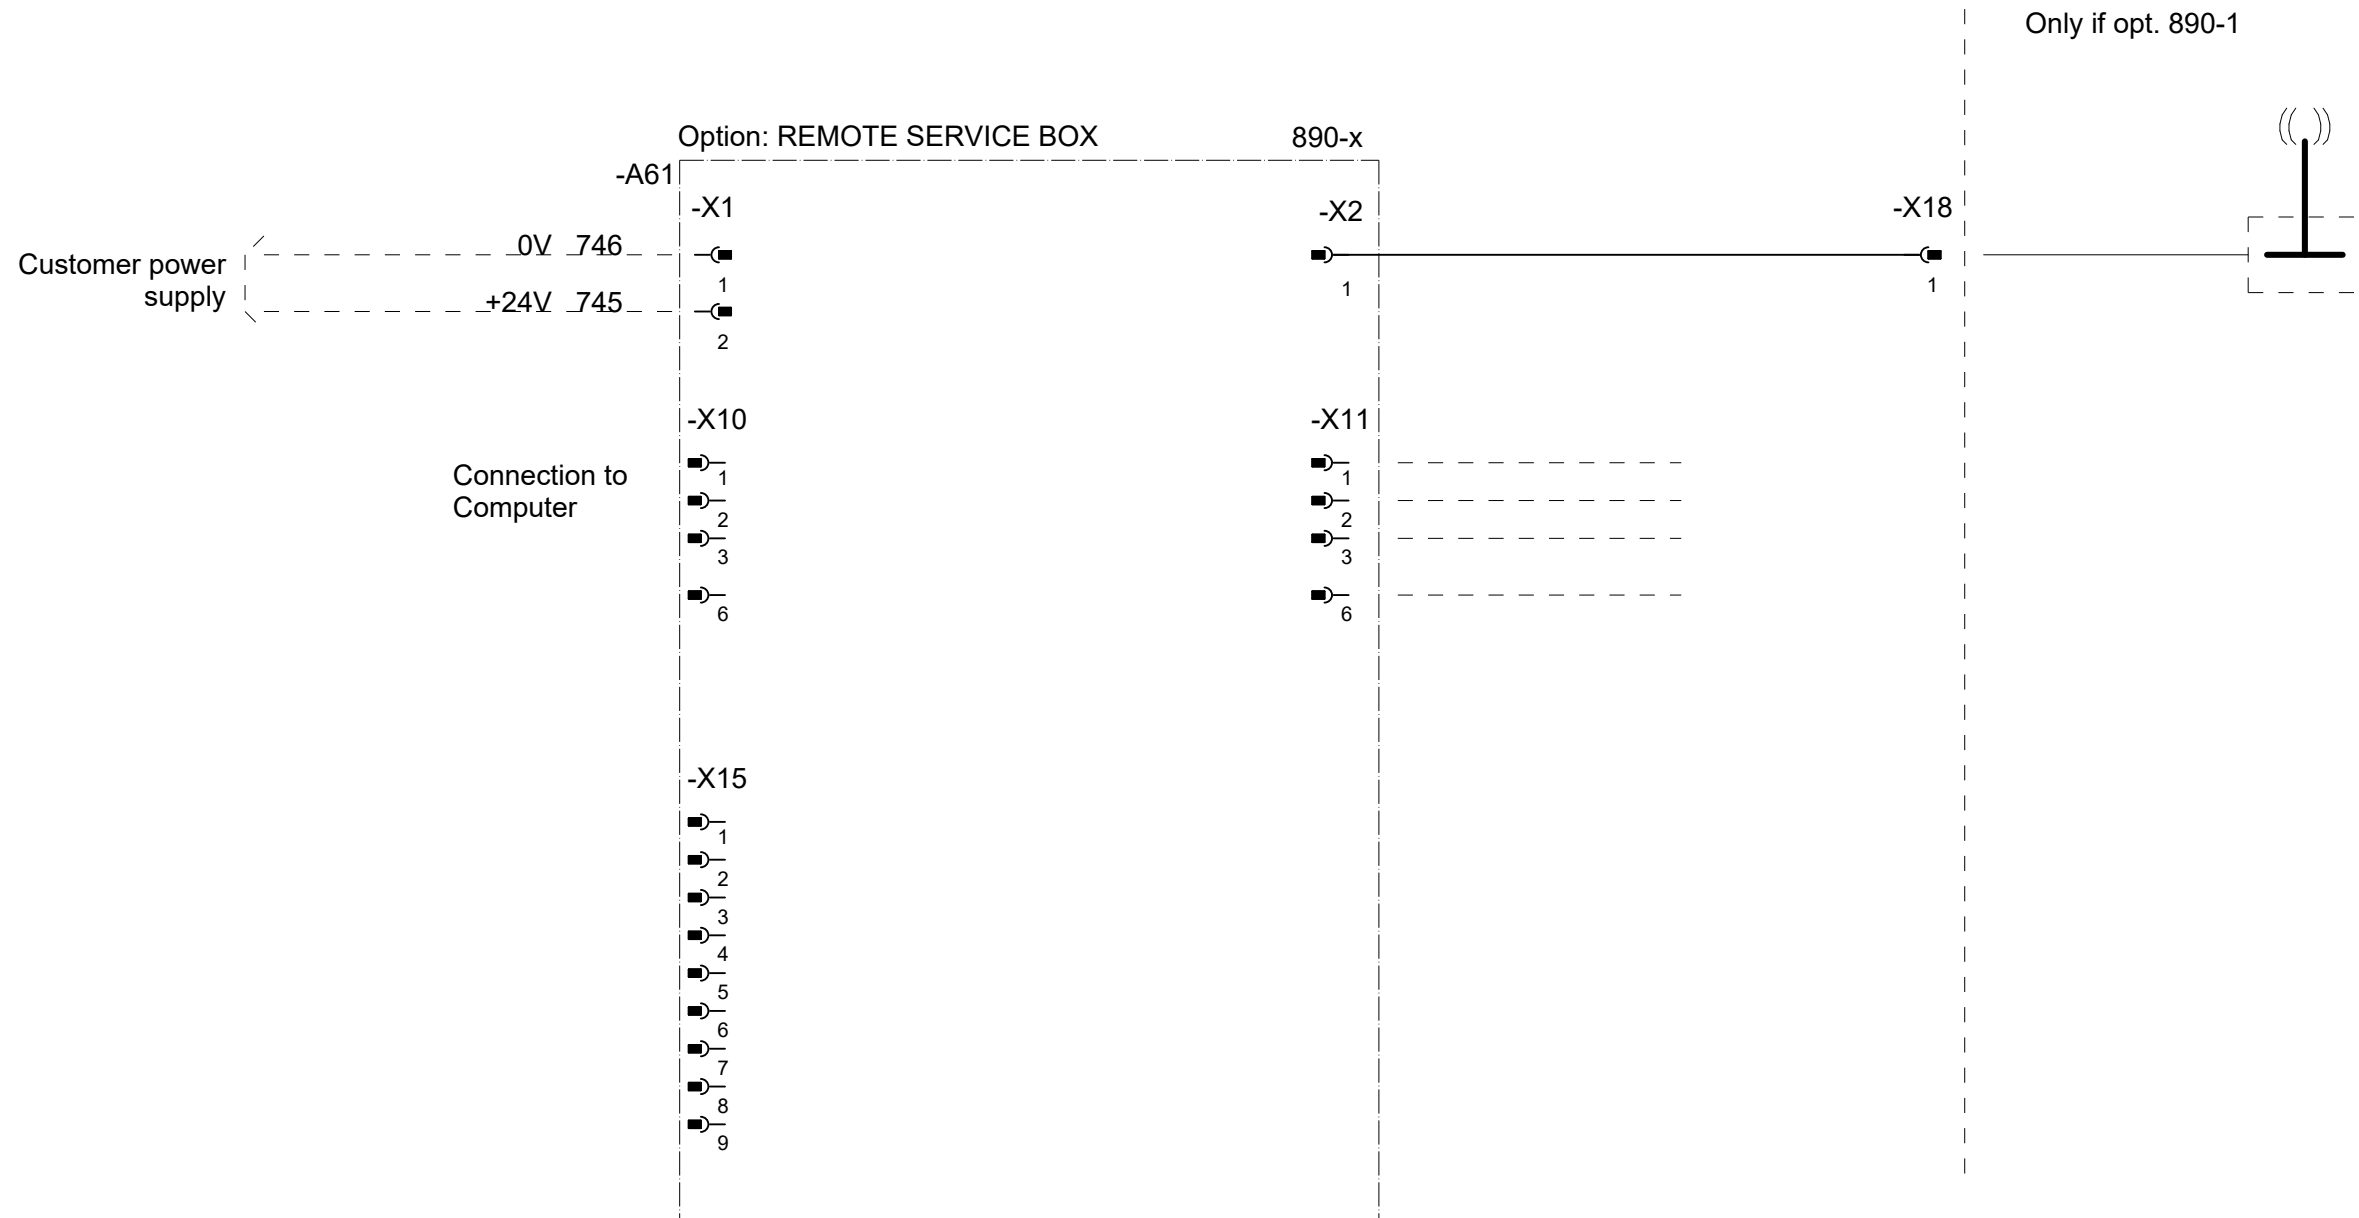 Only if opt. 890-1
Option: REMOTE SERVICE BOX 890-x
-A61
-X1 -X2 -X18
Customer power
supply
0V 746
+24V 745
1 1 1
2
-X10 -X11
Connection to
Computer
1 1
2 2
3 3
6 6
-X15
1
2
3
4
5
6
7
8
9